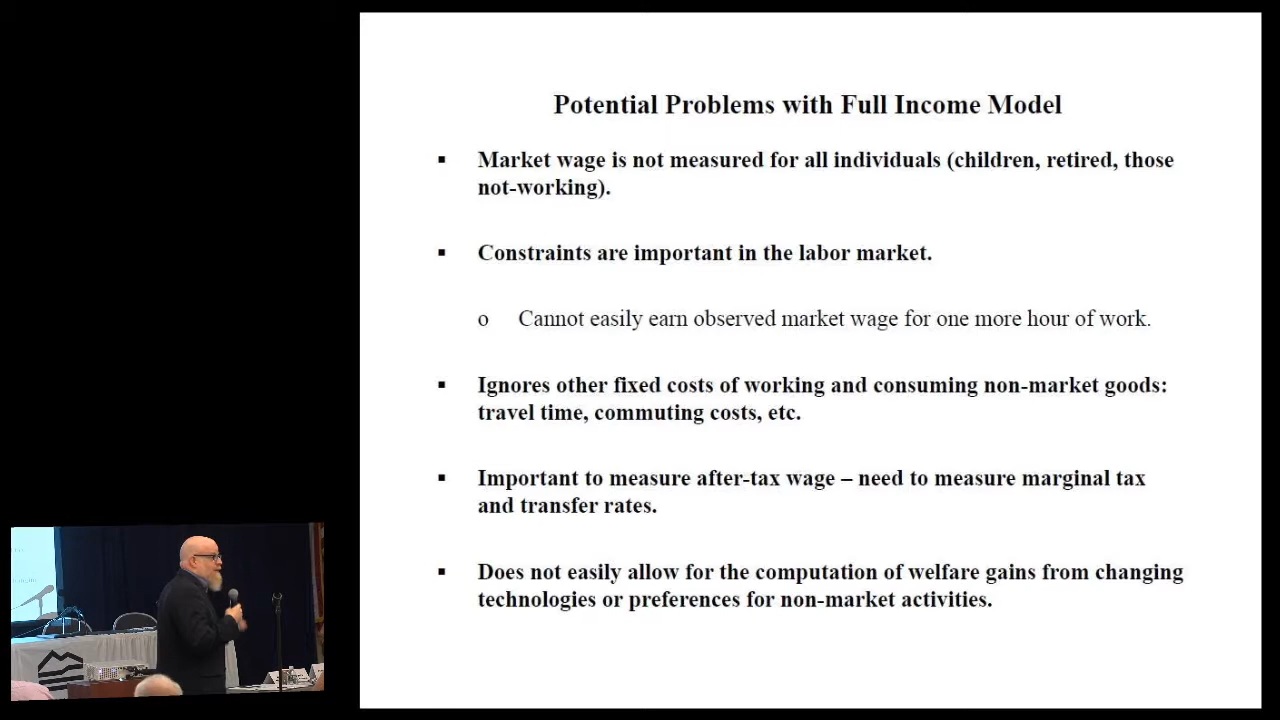 Potential Problems with Full Income Model
▪ Market wage is not measured for all individuals (children, retired, those
not-working).
▪ Constraints are important in the labor market.
o Cannot easily earn observed market wage for one more hour of work.
▪ Ignores other fixed costs of working and consuming non-market goods:
travel time, commuting costs, etc.
▪ Important to measure after-tax wage – need to measure marginal tax
and transfer rates.
▪ Does not easily allow for the computation of welfare gains from changing
technologies or preferences for non-market activities.